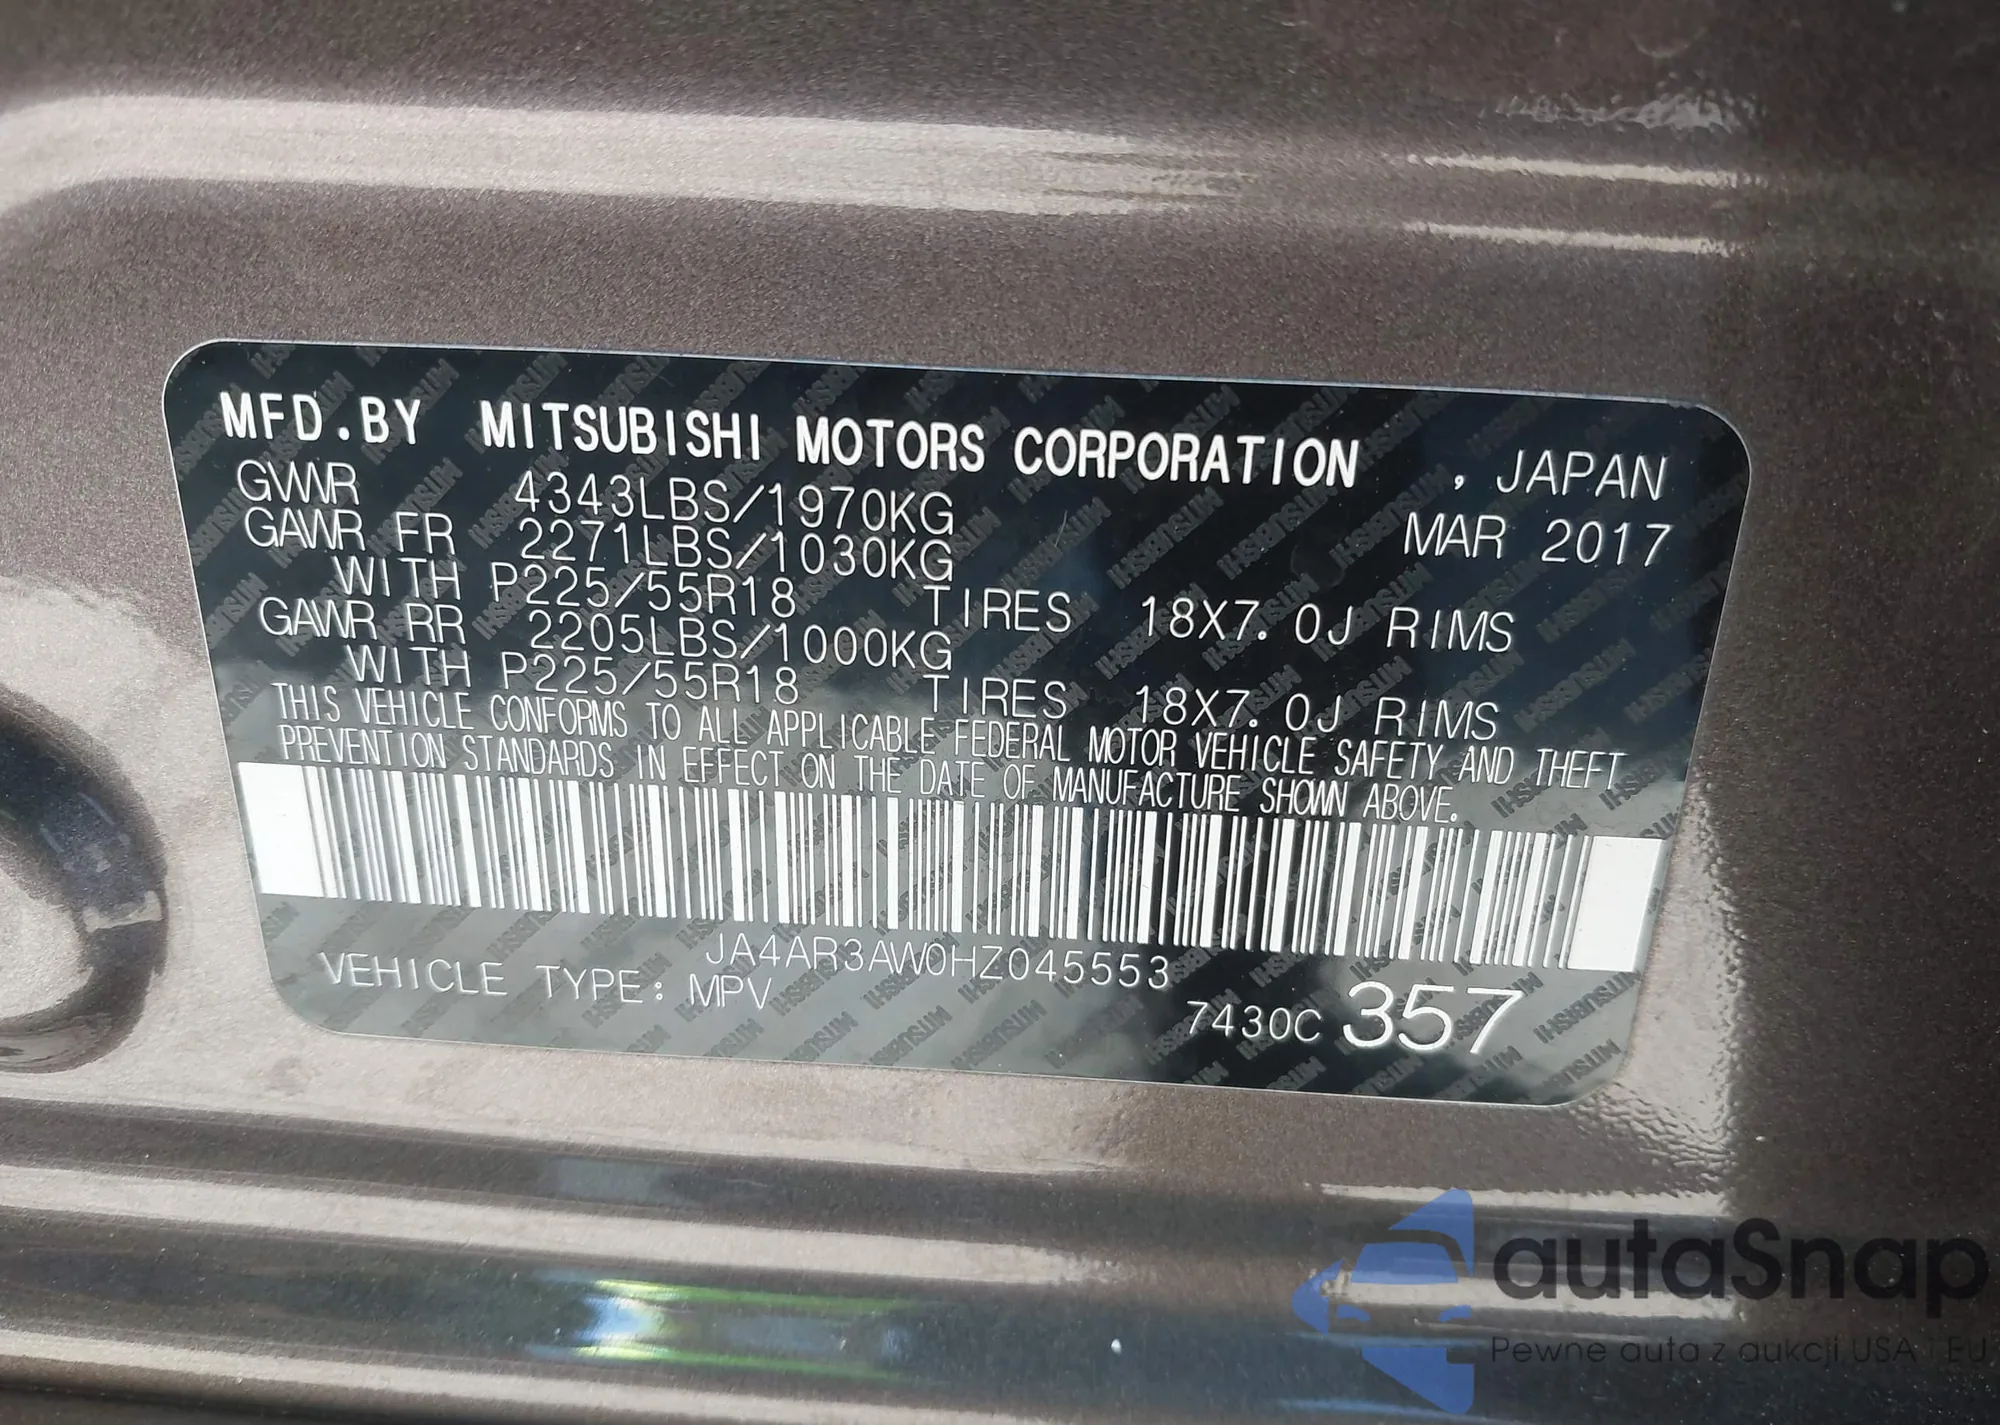 MFD.BY MITSUBISHI MOTORS CORPORATION , JAPAN
GVWR 4343LBS/1970KG MAR 2017
GAWR FR 2271LBS/1030KG
WITH P225/55R18 TIRES 18X7.0J RIMS
GAWR RR 2205LBS/1000KG
WITH P225/55R18 TIRES 18X7.0J RIMS
THIS VEHICLE CONFORMS TO ALL APPLICABLE FEDERAL MOTOR VEHICLE SAFETY AND THEFT
PREVENTION STANDARDS IN EFFECT ON THE DATE OF MANUFACTURE SHOWN ABOVE.
JA4AR3AW0HZ045553
VEHICLE TYPE: MPV
7430C 357
autaSnap
Pewne auta z aukcji USA i EU